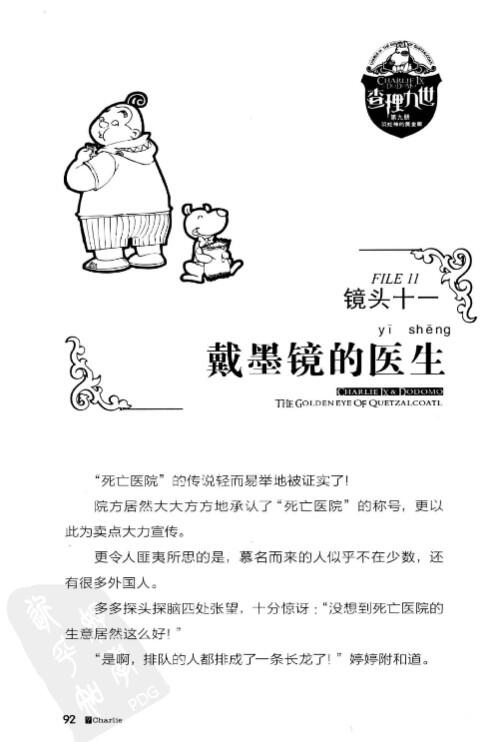 CHARLIE IX
DODOMO
查理九世
第九册
羽蛇神的黄金眼
FILE 11
镜头十一
yī shēng
戴墨镜的医生
CHARLIE IX & DODOMO
THE GOLDEN EYE OF QUETZALCOATL
“死亡医院”的传说轻而易举地被证实了!
院方居然大大方方地承认了“死亡医院”的称号，更以
此为卖点大力宣传。
更令人匪夷所思的是，慕名而来的人似乎不在少数，还
有很多外国人。
多多探头探脑四处张望，十分惊讶：“没想到死亡医院的
生意居然这么好！”
“是啊，排队的人都排成了一条长龙了！”婷婷附和道。
92 Charlie
PDG